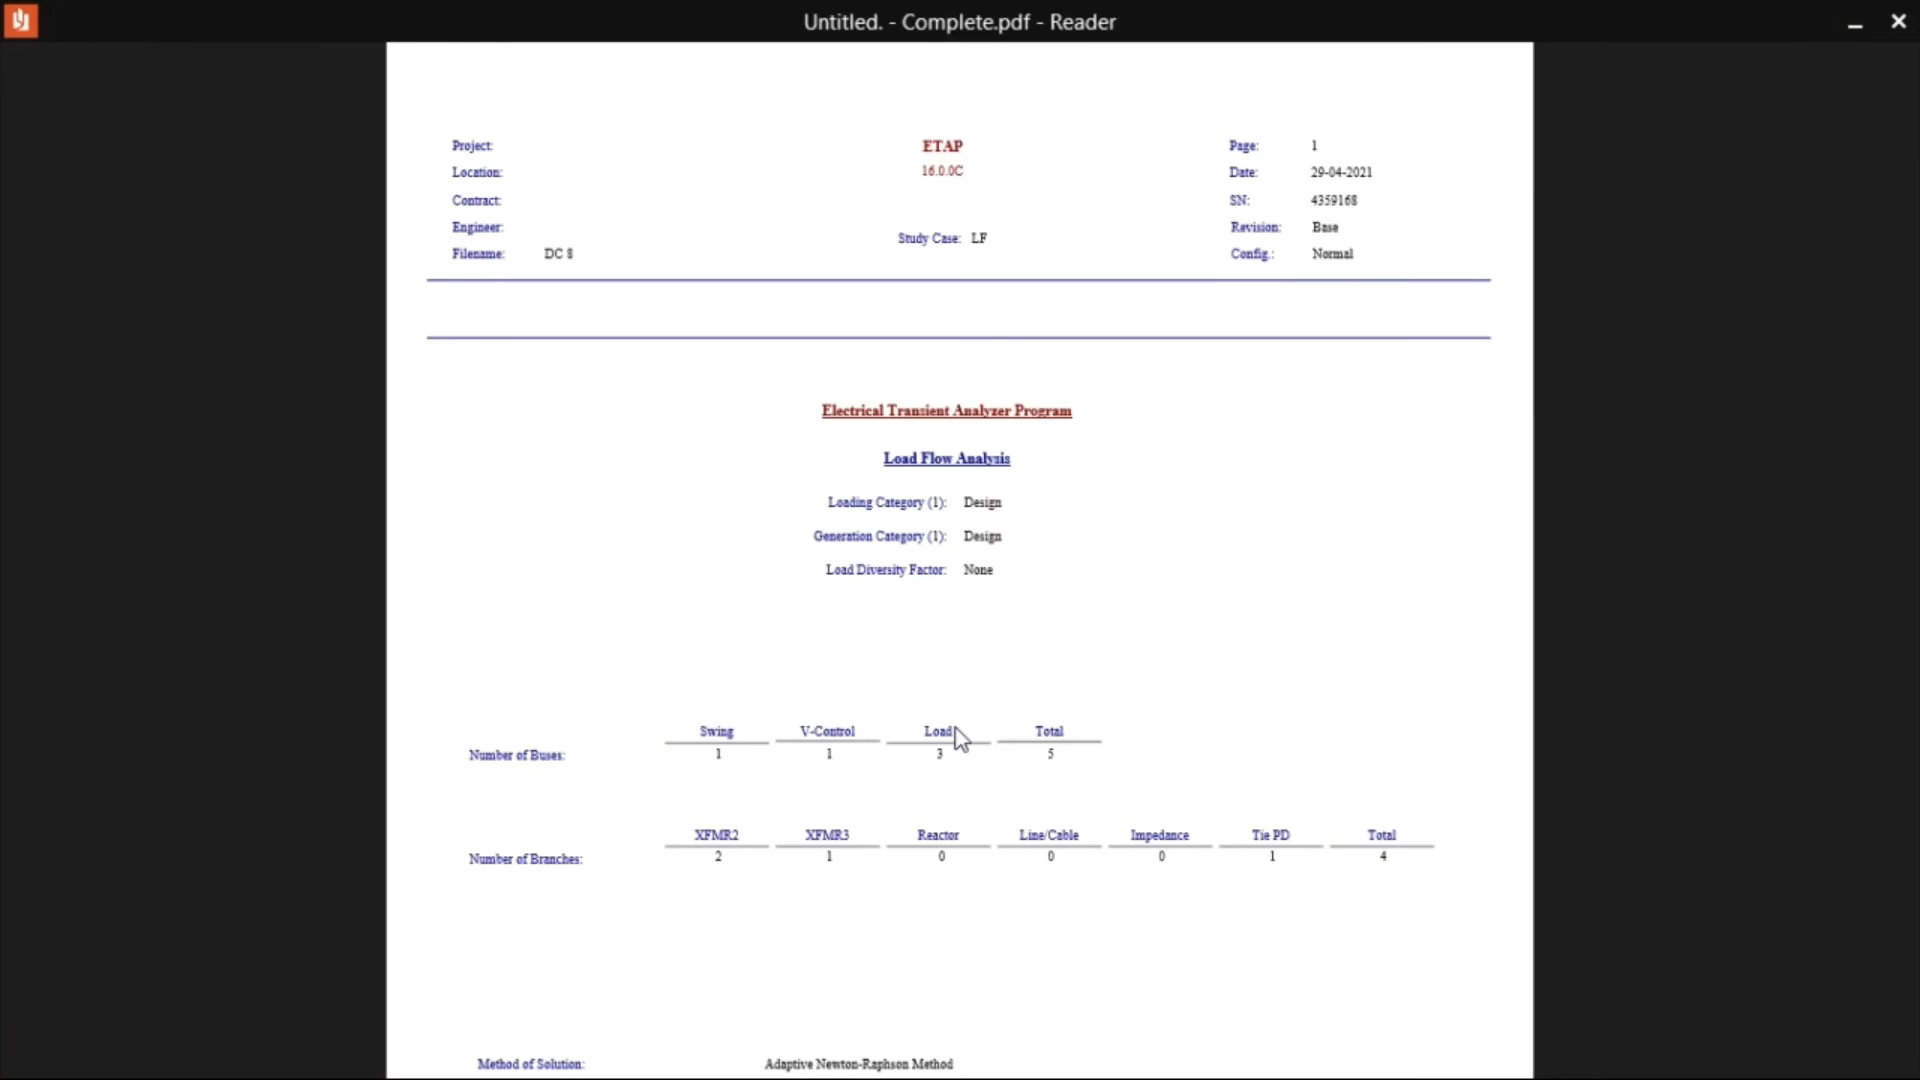 Untitled. - Complete.pdf - Reader
Project: ETAP Page: 1
Location: 16.0.0C Date: 29-04-2021
Contract: SN: 4359168
Engineer: Revision: Base
Study Case: LF
Filename: DC 8 Config.: Normal
Electrical Transient Analyzer Program
Load Flow Analysis
Loading Category (1): Design
Generation Category (1): Design
Load Diversity Factor: None
Swing V-Control Load Total
Number of Buses: 1 1 3 5
XFMR2 XFMR3 Reactor Line/Cable Impedance Tie PD Total
Number of Branches: 2 1 0 0 0 1 4
Method of Solution: Adaptive Newton-Raphson Method